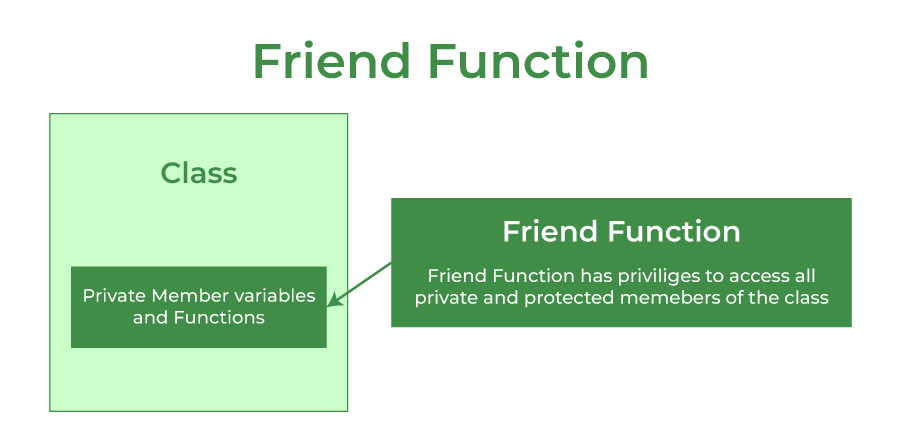 Friend Function
Class
Private Member variables
and Functions
Friend Function
Friend Function has priviliges to access all
private and protected memebers of the class